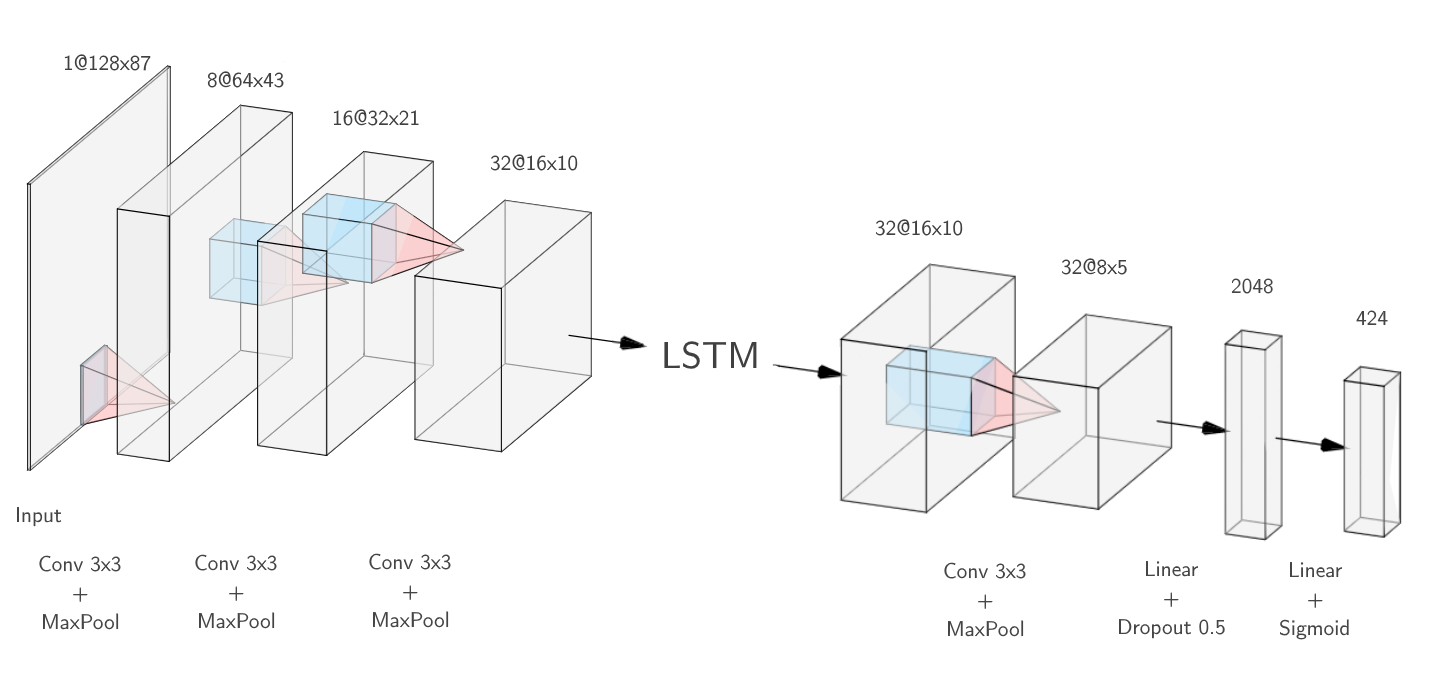 1@128x87
8@64x43
16@32x21
32@16x10
LSTM
32@16x10
32@8x5
2048
424
Input
Conv 3x3
+
MaxPool
Conv 3x3
+
MaxPool
Conv 3x3
+
MaxPool
Conv 3x3
+
MaxPool
Linear
+
Dropout 0.5
Linear
+
Sigmoid